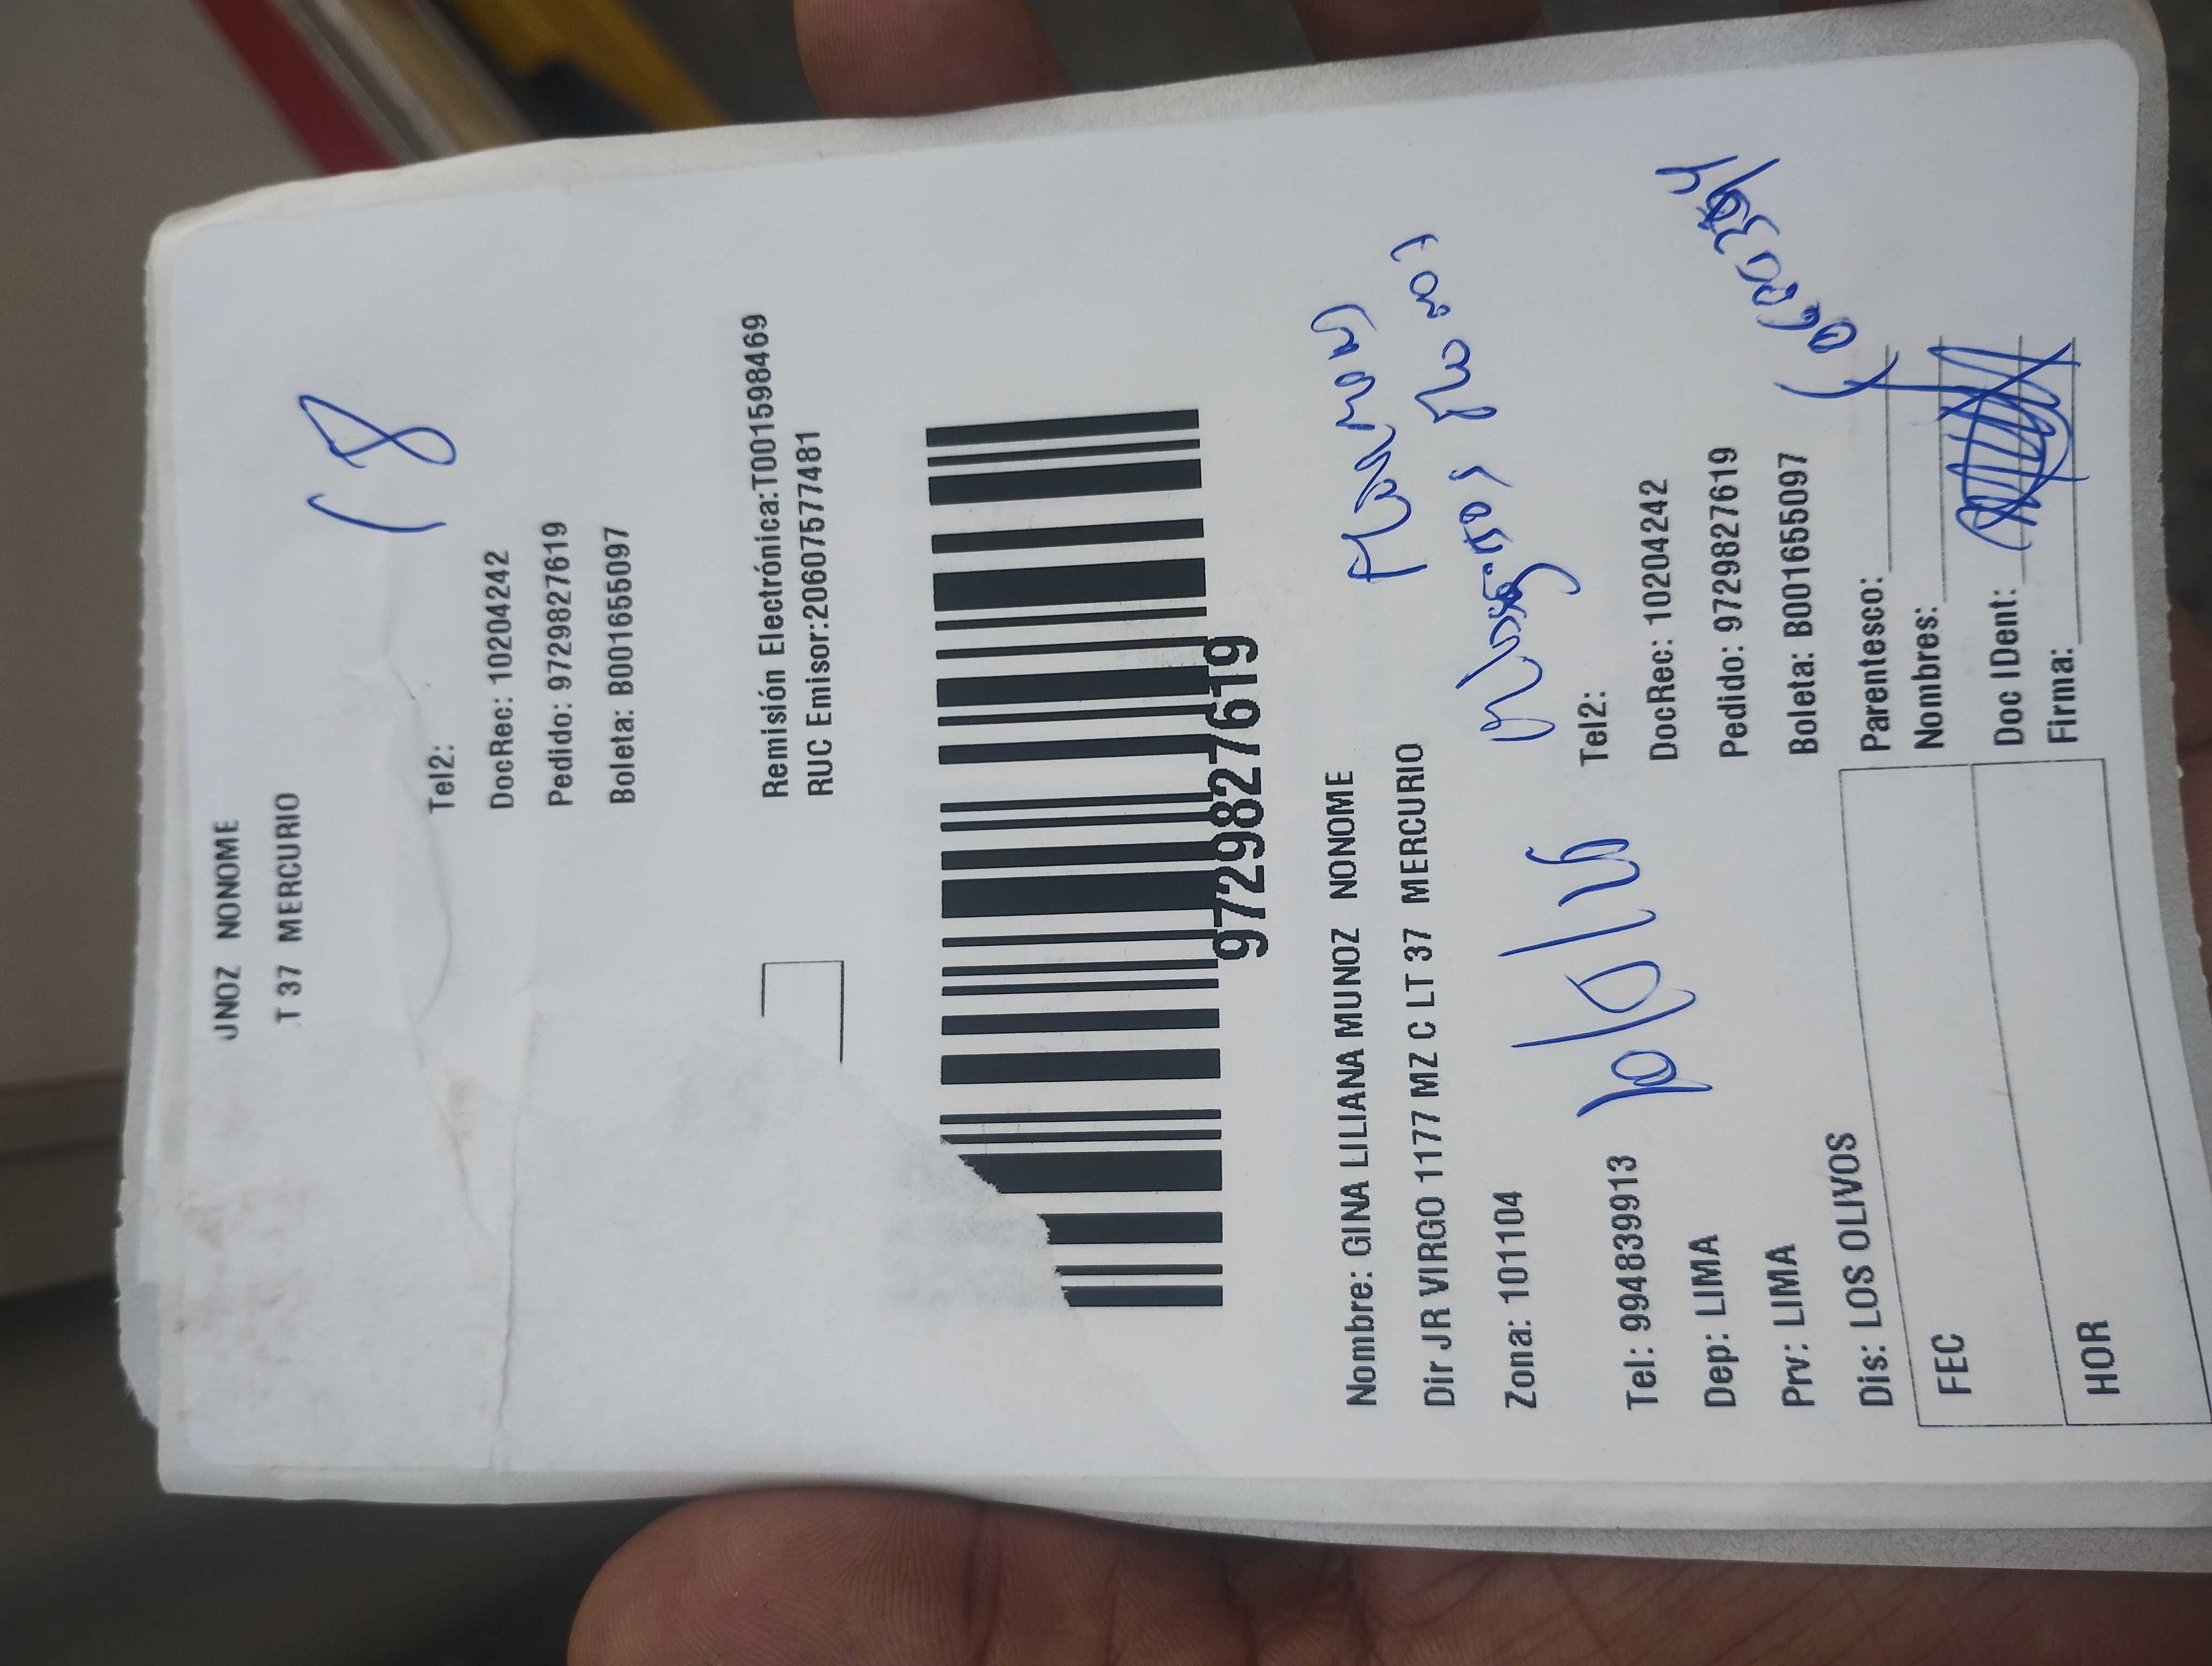 UNOZ NONOME
T 37 MERCURIO
18
Tel2:
DocRec: 10204242
Pedido: 9729827619
Boleta: B001655097
Remisión Electrónica:T001598469
RUC Emisor:20607577481
9729827619
Nombre: GINA LILIANA MUNOZ NONOME
Dir JR VIRGO 1177 MZ C LT 37 MERCURIO
Zona: 101104
Tel: 994839913
Tel2:
Dep: LIMA
DocRec: 10204242
Prv: LIMA
Pedido: 9729827619
Dis: LOS OLIVOS
Boleta: B001655097
FEC
Parentesco:
Nombres:
HOR
Doc IDent:
Firma: